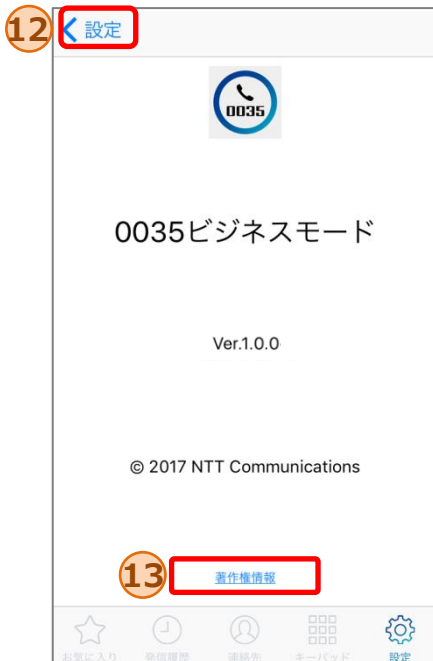 12
設定
0035
0035ビジネスモード
Ver.1.0.0
© 2017 NTT Communications
13
著作権情報
お気に入り 発信履歴 連絡先 キーパッド 設定